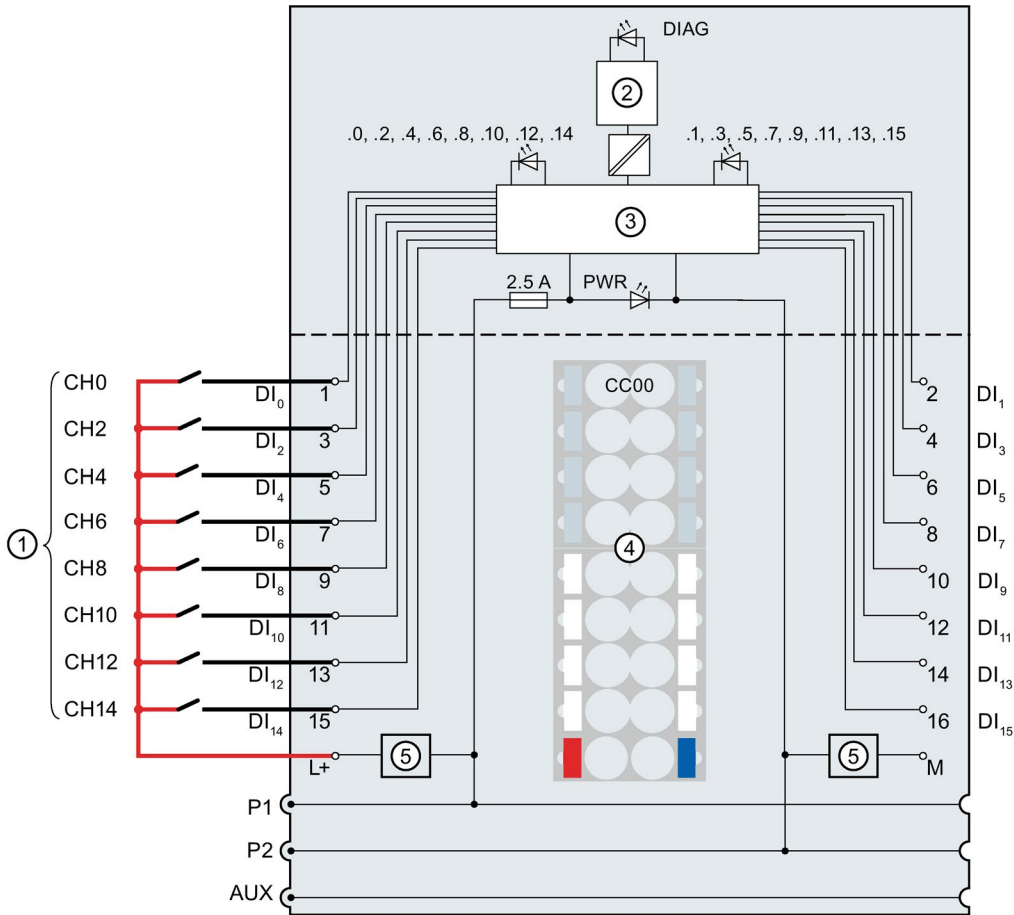 DIAG
②
.0, .2, .4, .6, .8, .10, .12, .14
.1, .3, .5, .7, .9, .11, .13, .15
③
2.5 A
PWR
①
CH0
DI₀
1
CC00
2
DI₁
CH2
DI₂
3
4
DI₃
CH4
DI₄
5
6
DI₅
CH6
DI₆
7
8
DI₇
④
CH8
DI₈
9
10
DI₉
CH10
DI₁₀
11
12
DI₁₁
CH12
DI₁₂
13
14
DI₁₃
CH14
DI₁₄
15
16
DI₁₅
L+
⑤
⑤
M
P1
P2
AUX